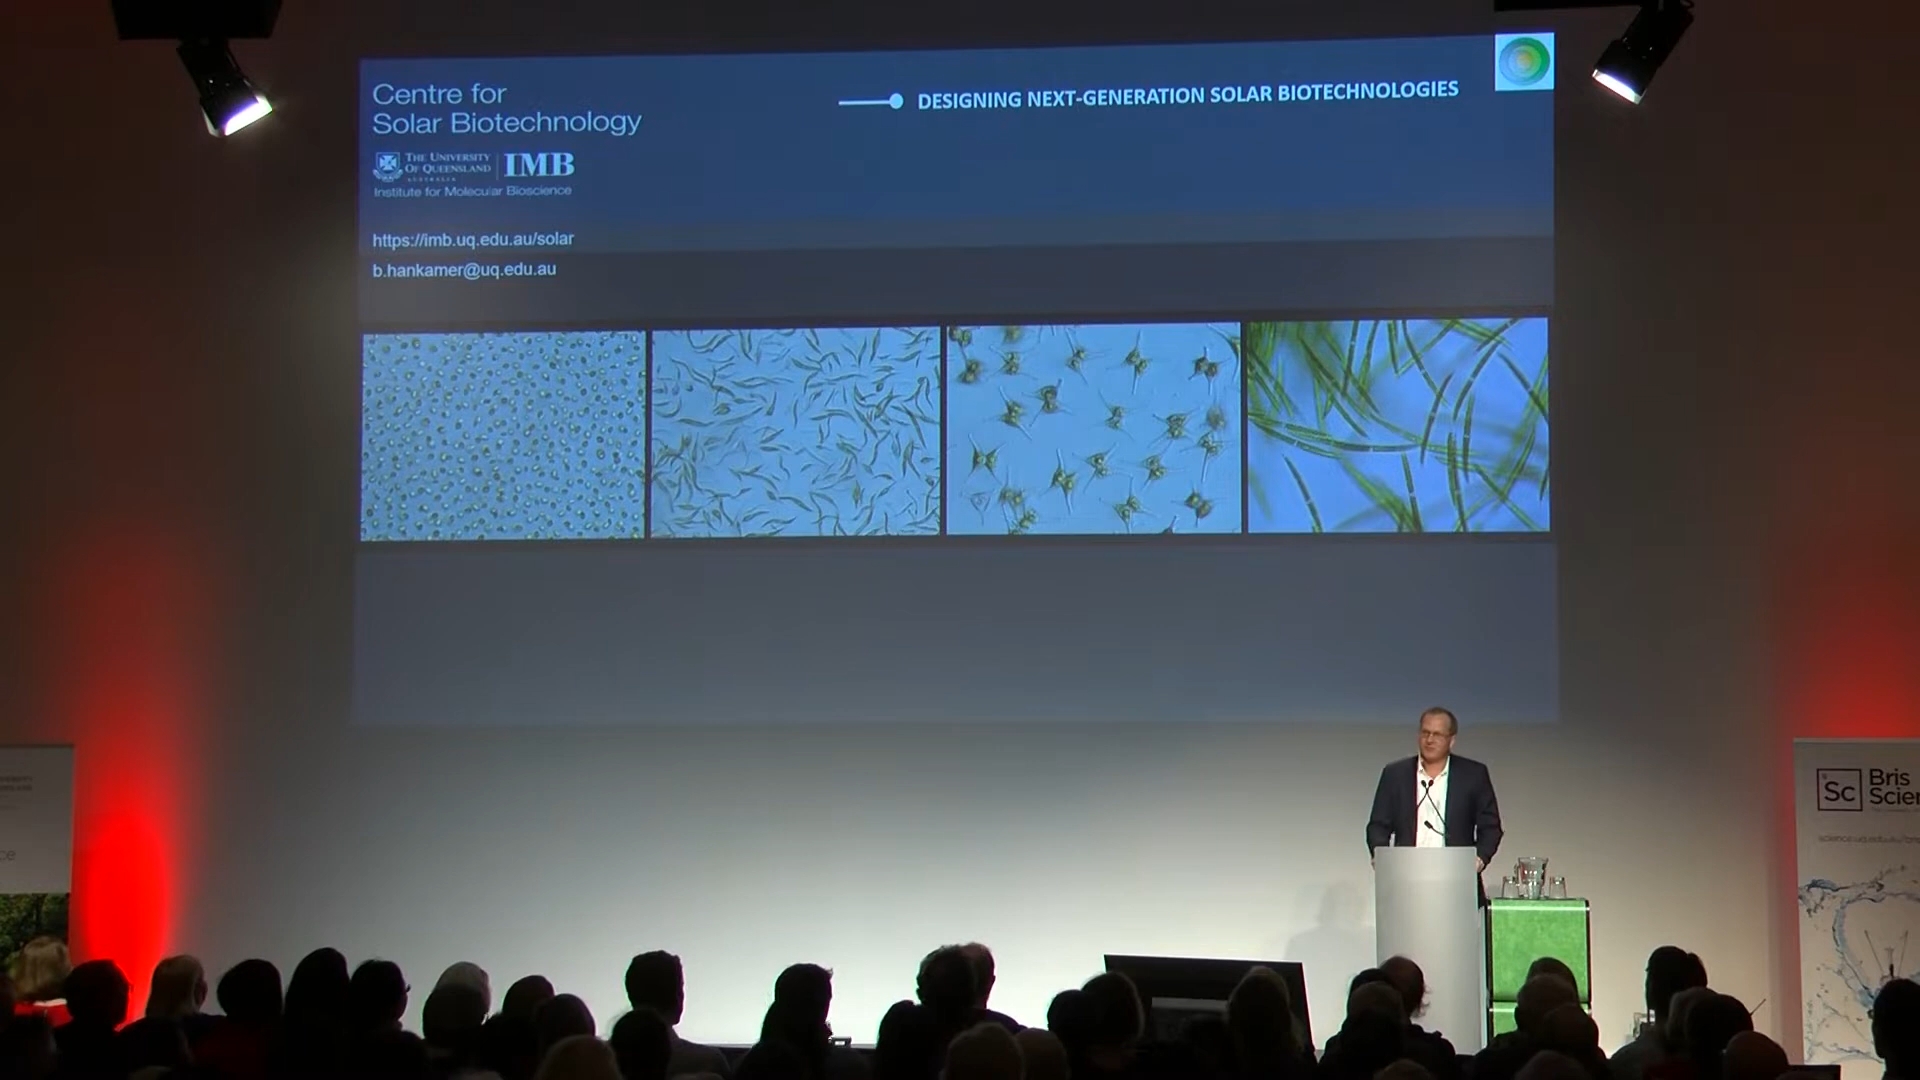 Centre for
Solar Biotechnology
THE UNIVERSITY
OF QUEENSLAND
AUSTRALIA
IMB
Institute for Molecular Bioscience
https://imb.uq.edu.au/solar
b.hankamer@uq.edu.au
DESIGNING NEXT-GENERATION SOLAR BIOTECHNOLOGIES
Sc
Bris
Scien